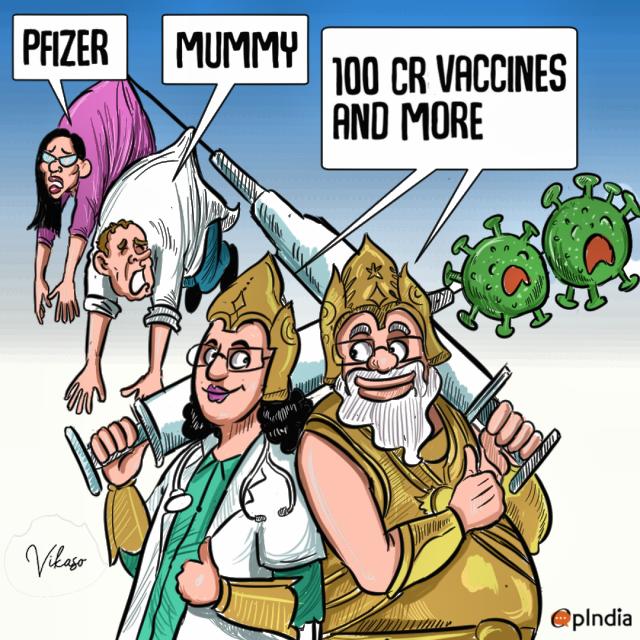 PFIZER
MUMMY
100 CR VACCINES
AND MORE
Vikaso
OpIndia